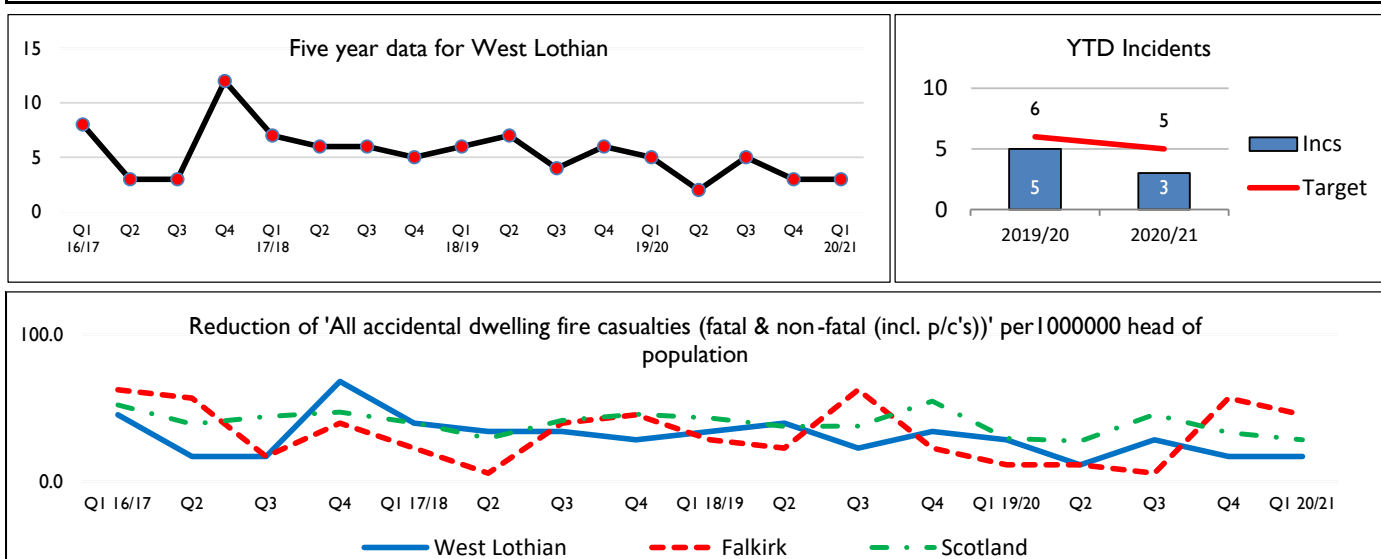 Five year data for West Lothian
15
10
5
0
Q1 Q2 Q3 Q4 Q1 Q2 Q3 Q4 Q1 Q2 Q3 Q4 Q1 Q2 Q3 Q4 Q1
16/17 17/18 18/19 19/20 20/21
YTD Incidents
10
5
0
6 5
5 3
2019/20 2020/21
Incs
Target
Reduction of 'All accidental dwelling fire casualties (fatal & non-fatal (incl. p/c's))' per1000000 head of
population
100.0
0.0
Q1 16/17 Q2 Q3 Q4 Q1 17/18 Q2 Q3 Q4 Q1 18/19 Q2 Q3 Q4 Q1 19/20 Q2 Q3 Q4 Q1 20/21
West Lothian Falkirk Scotland